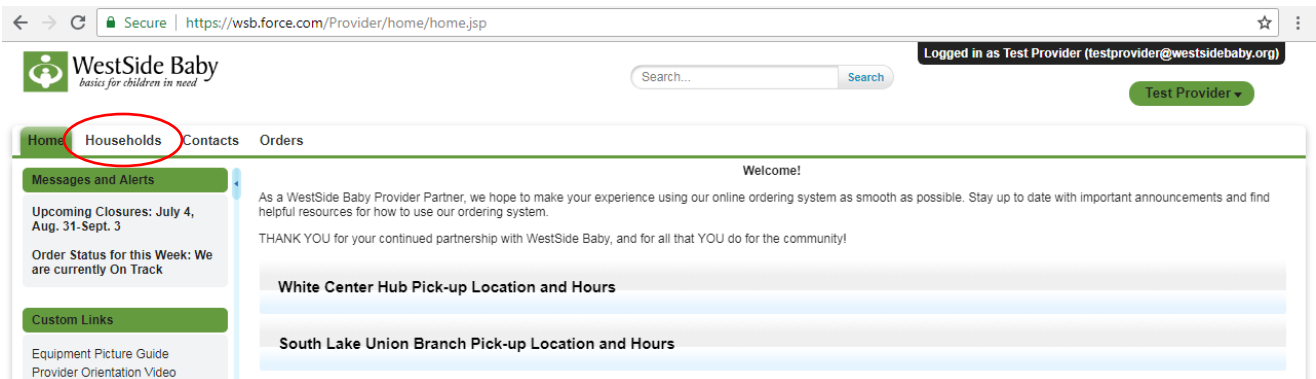 Secure | https://wsb.force.com/Provider/home/home.jsp
WestSide Baby
basics for children in need
Search...
Search
Logged in as Test Provider (testprovider@westsidebaby.org)
Test Provider
Home Households Contacts Orders
Messages and Alerts
Upcoming Closures: July 4,
Aug. 31-Sept. 3
Order Status for this Week: We
are currently On Track
Custom Links
Equipment Picture Guide
Provider Orientation Video
Welcome!
As a WestSide Baby Provider Partner, we hope to make your experience using our online ordering system as smooth as possible. Stay up to date with important announcements and find
helpful resources for how to use our ordering system.
THANK YOU for your continued partnership with WestSide Baby, and for all that YOU do for the community!
White Center Hub Pick-up Location and Hours
South Lake Union Branch Pick-up Location and Hours